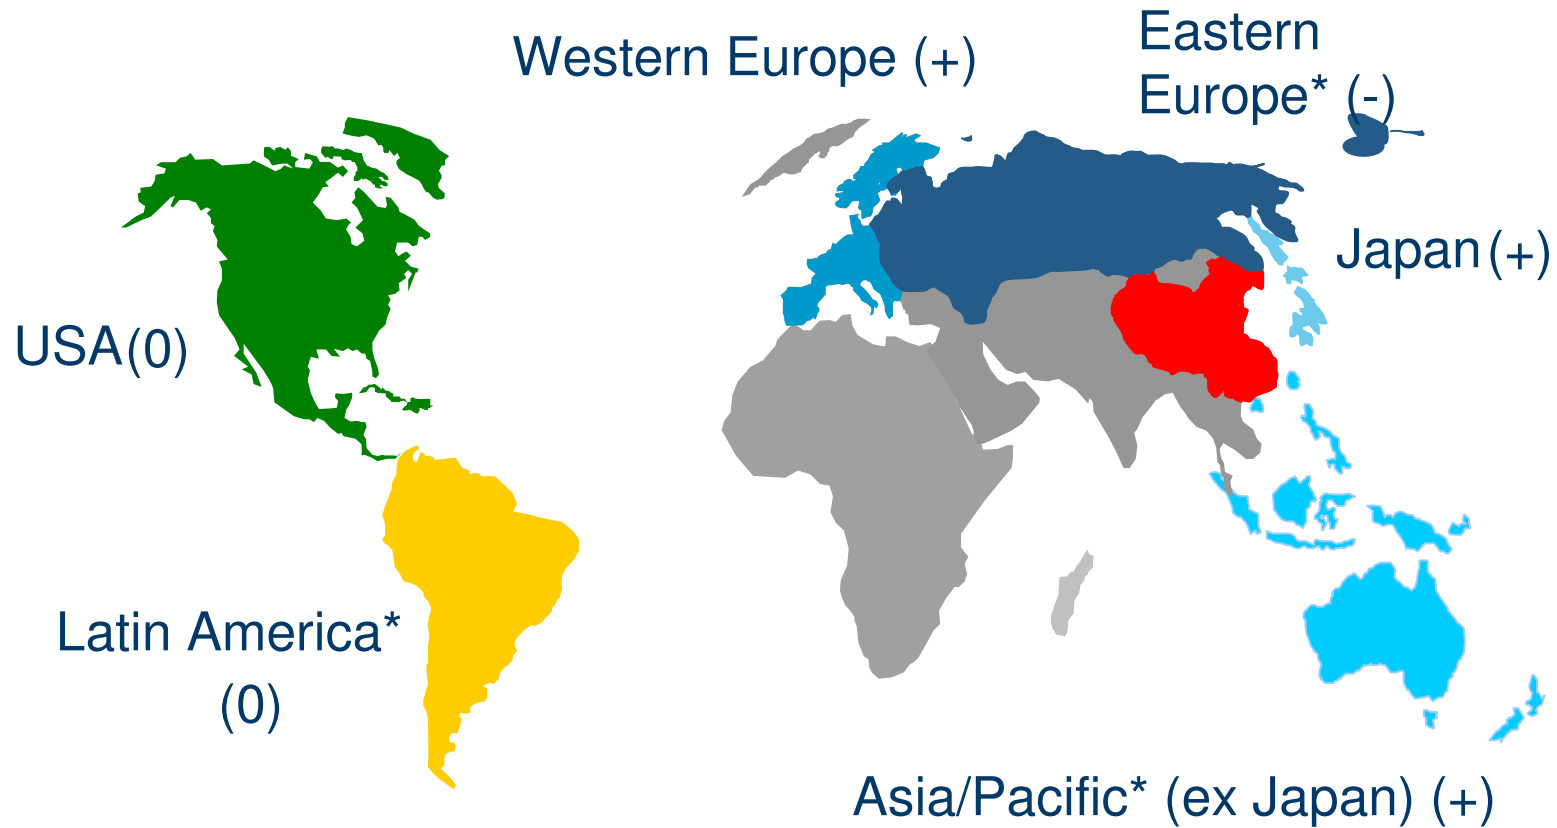 Western Europe (+)
Eastern
Europe* (-)
Japan (+)
USA (0)
Latin America*
(0)
Asia/Pacific* (ex Japan) (+)